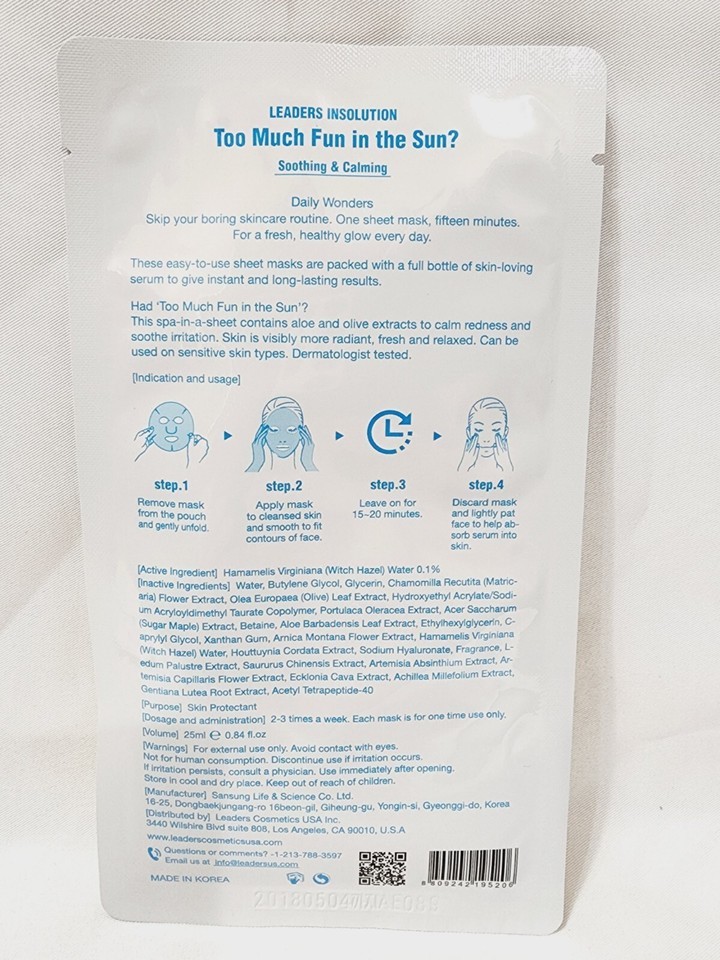 LEADERS INSOLUTION
Too Much Fun in the Sun?
Soothing & Calming
Daily Wonders
Skip your boring skincare routine. One sheet mask, fifteen minutes.
For a fresh, healthy glow every day.
These easy-to-use sheet masks are packed with a full bottle of skin-loving
serum to give instant and long-lasting results.
Had ‘Too Much Fun in the Sun’?
This spa-in-a-sheet contains aloe and olive extracts to calm redness and
soothe irritation. Skin is visibly more radiant, fresh and relaxed. Can be
used on sensitive skin types. Dermatologist tested.
[Indication and usage]
step.1
Remove mask
from the pouch
and gently unfold.
step.2
Apply mask
to cleansed skin
and smooth to fit
contours of face.
step.3
Leave on for
15~20 minutes.
step.4
Discard mask
and lightly pat
face to help ab-
sorb serum into
skin.
[Active Ingredient] Hamamelis Virginiana (Witch Hazel) Water 0.1%
[Inactive Ingredients] Water, Butylene Glycol, Glycerin, Chamomilla Recutita (Matric-
aria) Flower Extract, Olea Europaea (Olive) Leaf Extract, Hydroxyethyl Acrylate/Sodi-
um Acryloyldimethyl Taurate Copolymer, Portulaca Oleracea Extract, Acer Saccharum
(Sugar Maple) Extract, Betaine, Aloe Barbadensis Leaf Extract, Ethylhexylglycerin, C-
aprylyl Glycol, Xanthan Gum, Arnica Montana Flower Extract, Hamamelis Virginiana
(Witch Hazel) Water, Houttuynia Cordata Extract, Sodium Hyaluronate, Fragrance, L-
edum Palustre Extract, Saururus Chinensis Extract, Artemisia Absinthium Extract, Ar-
temisia Capillaris Flower Extract, Ecklonia Cava Extract, Achillea Millefolium Extract,
Gentiana Lutea Root Extract, Acetyl Tetrapeptide-40
[Purpose] Skin Protectant
[Dosage and administration] 2-3 times a week. Each mask is for one time use only.
[Volume] 25ml ℮ 0.84 fl.oz
[Warnings] For external use only. Avoid contact with eyes.
Not for human consumption. Discontinue use if irritation occurs.
If irritation persists, consult a physician. Use immediately after opening.
Store in cool and dry place. Keep out of reach of children.
[Manufacturer] Sansung Life & Science Co. Ltd.
16-25, Dongbaekjungang-ro 16beon-gil, Giheung-gu, Yongin-si, Gyeonggi-do, Korea
[Distributed by] Leaders Cosmetics USA Inc.
3440 Wilshire Blvd suite 808, Los Angeles, CA 90010, U.S.A
www.leaderscosmeticsusa.com
Questions or comments? -1-213-788-3597
Email us at info@leadersus.com
MADE IN KOREA
8 809242 195206